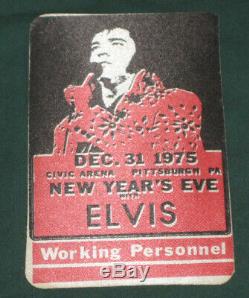 DEC. 31 1975
CIVIC ARENA PITTSBURGH PA
NEW YEAR'S EVE
with
ELVIS
Working Personnel